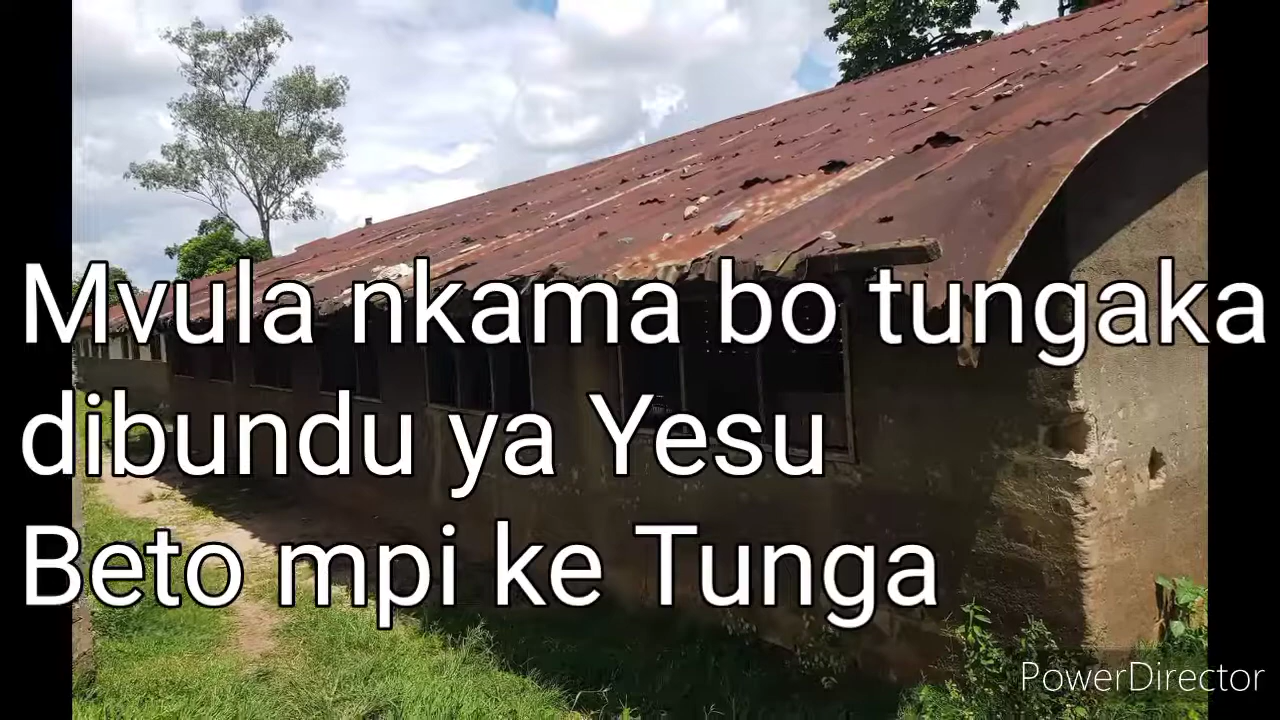 Mvula nkama bo tungaka
dibundu ya Yesu
Beto mpi ke Tunga
PowerDirector